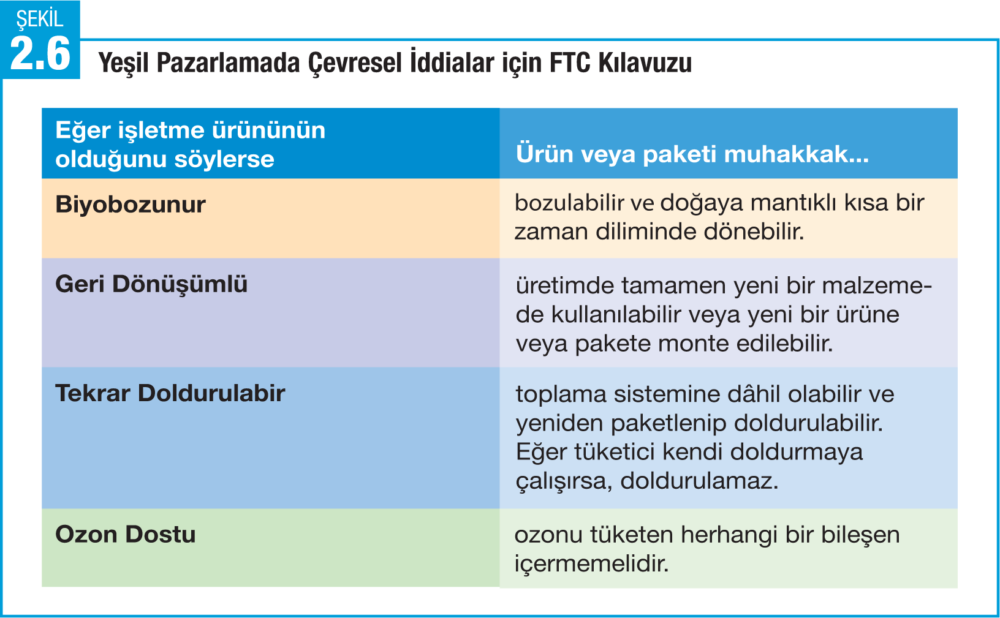 ŞEKİL
2.6
Yeşil Pazarlamada Çevresel İddialar için FTC Kılavuzu
Eğer işletme ürününün
olduğunu söylerse
Ürün veya paketi muhakkak...
Biyobozunur
bozulabilir ve doğaya mantıklı kısa bir
zaman diliminde dönebilir.
Geri Dönüşümlü
üretimde tamamen yeni bir malzeme-
de kullanılabilir veya yeni bir ürüne
veya pakete monte edilebilir.
Tekrar Doldurulabir
toplama sistemine dâhil olabilir ve
yeniden paketlenip doldurulabilir.
Eğer tüketici kendi doldurmaya
çalışırsa, doldurulamaz.
Ozon Dostu
ozonu tüketen herhangi bir bileşen
içermemelidir.